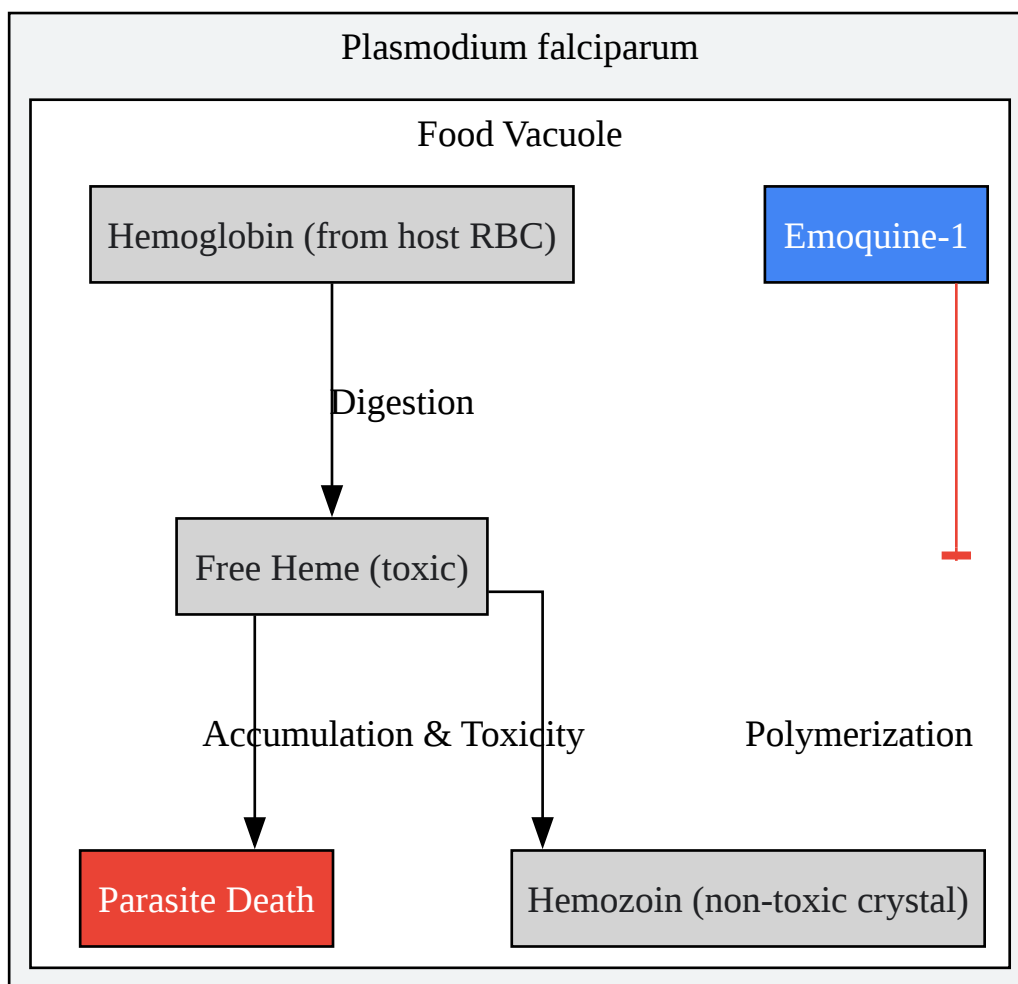 Plasmodium falciparum
Food Vacuole
Hemoglobin (from host RBC)
Emoquine-1
Digestion
Free Heme (toxic)
Accumulation & Toxicity
Polymerization
Parasite Death
Hemozoin (non-toxic crystal)